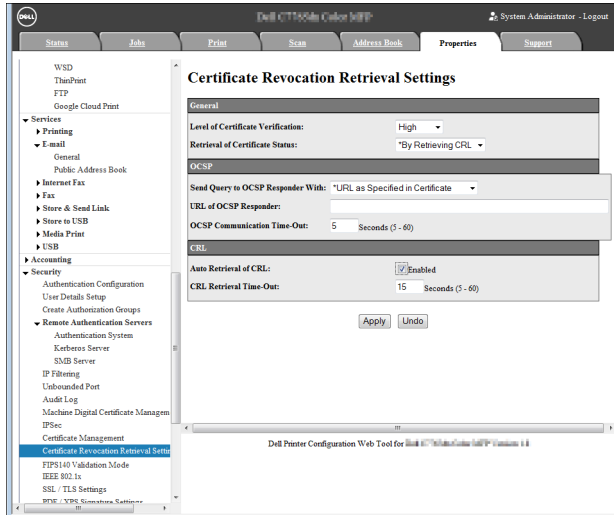 DELL
Dell C7765dn Color MFP
System Administrator - Logout
Status
Jobs
Print
Scan
Address Book
Properties
Support
WSD
ThinPrint
FTP
Google Cloud Print
Services
Printing
E-mail
General
Public Address Book
Internet Fax
Fax
Store & Send Link
Store to USB
Media Print
USB
Accounting
Security
Authentication Configuration
User Details Setup
Create Authorization Groups
Remote Authentication Servers
Authentication System
Kerberos Server
SMB Server
IP Filtering
Unbounded Port
Audit Log
Machine Digital Certificate Managem
IPSec
Certificate Management
Certificate Revocation Retrieval Settin
FIPS140 Validation Mode
IEEE 802.1x
SSL / TLS Settings
PDF / XPS Signature Settings
Certificate Revocation Retrieval Settings
General
Level of Certificate Verification:
High
Retrieval of Certificate Status:
*By Retrieving CRL
OCSP
Send Query to OCSP Responder With:
*URL as Specified in Certificate
URL of OCSP Responder:
OCSP Communication Time-Out:
5 Seconds (5 - 60)
CRL
Auto Retrieval of CRL:
Enabled
CRL Retrieval Time-Out:
15 Seconds (5 - 60)
Apply
Undo
Dell Printer Configuration Web Tool for